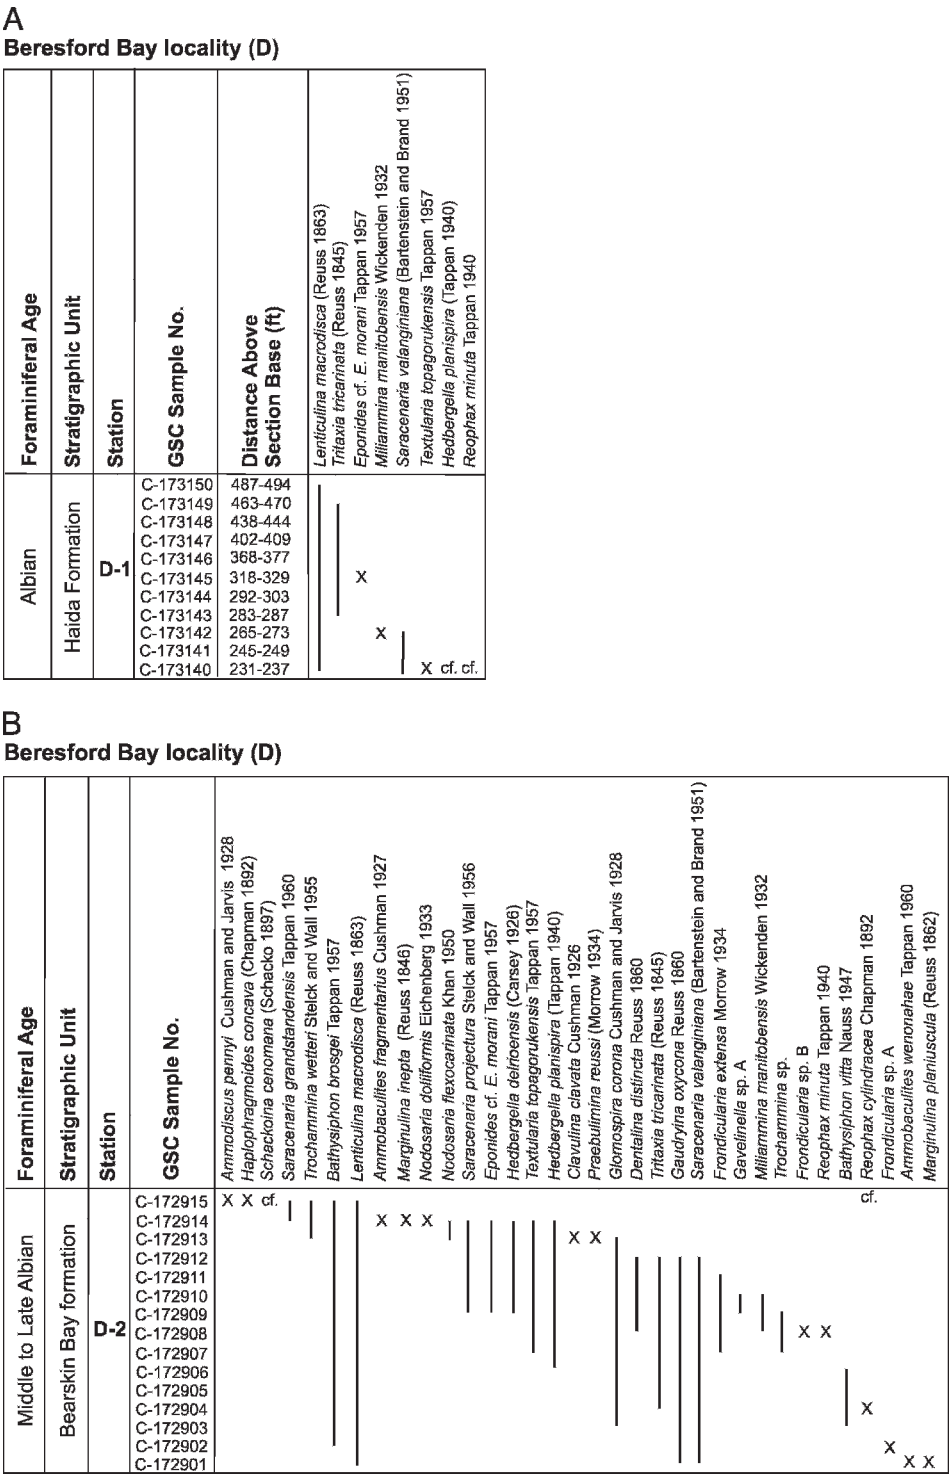 A
Beresford Bay locality (D)
Foraminiferal Age
Stratigraphic Unit
Station
GSC Sample No.
Distance Above
Section Base (ft)
Lenticulina macrodisca (Reuss 1863)
Tritaxia tricarinata (Reuss 1845)
Eponides cf. E. morani Tappan 1957
Miliammina manitobensis Wickenden 1932
Saracenaria valanginiana (Bartenstein and Brand 1951)
Textularia topagorukensis Tappan 1957
Hedbergella planispira (Tappan 1940)
Reophax minuta Tappan 1940
Albian
Haida Formation
D-1
C-173150 487-494
C-173149 463-470
C-173148 438-444
C-173147 402-409
C-173146 368-377
C-173145 318-329 X
C-173144 292-303
C-173143 283-287
C-173142 265-273 X
C-173141 245-249
C-173140 231-237 X cf. cf.
B
Beresford Bay locality (D)
Foraminiferal Age
Stratigraphic Unit
Station
GSC Sample No.
Ammodiscus pennyi Cushman and Jarvis 1928
Haplophragmoides concava (Chapman 1892)
Schackoina cenomana (Schacko 1897)
Saracenaria grandstandensis Tappan 1960
Trochammina wetteri Stelck and Wall 1955
Bathysiphon brosgei Tappan 1957
Lenticulina macrodisca (Reuss 1863)
Ammobaculites fragmentarius Cushman 1927
Marginulina inepta (Reuss 1846)
Nodosaria doliiformis Eichenberg 1933
Nodosaria flexocarinata Khan 1950
Saracenaria projectura Stelck and Wall 1956
Eponides cf. E. morani Tappan 1957
Hedbergella delrioensis (Carsey 1926)
Textularia topagorukensis Tappan 1957
Hedbergella planispira (Tappan 1940)
Clavulina clavata Cushman 1926
Praebulimina reussi (Morrow 1934)
Glomospira corona Cushman and Jarvis 1928
Dentalina distincta Reuss 1860
Tritaxia tricarinata (Reuss 1845)
Gaudryina oxycona Reuss 1860
Saracenaria valanginiana (Bartenstein and Brand 1951)
Frondicularia extensa Morrow 1934
Gavelinella sp. A
Miliammina manitobensis Wickenden 1932
Trochammina sp.
Frondicularia sp. B
Reophax minuta Tappan 1940
Bathysiphon vitta Nauss 1947
Reophax cylindracea Chapman 1892
Frondicularia sp. A
Ammobaculites wenonahae Tappan 1960
Marginulina planiuscula (Reuss 1862)
Middle to Late Albian
Bearskin Bay formation
D-2
C-172915 X X cf. cf.
C-172914 X X X
C-172913 X X
C-172912
C-172911
C-172910
C-172909
C-172908 X X
C-172907
C-172906
C-172905
C-172904 X
C-172903
C-172902 X
C-172901 X X